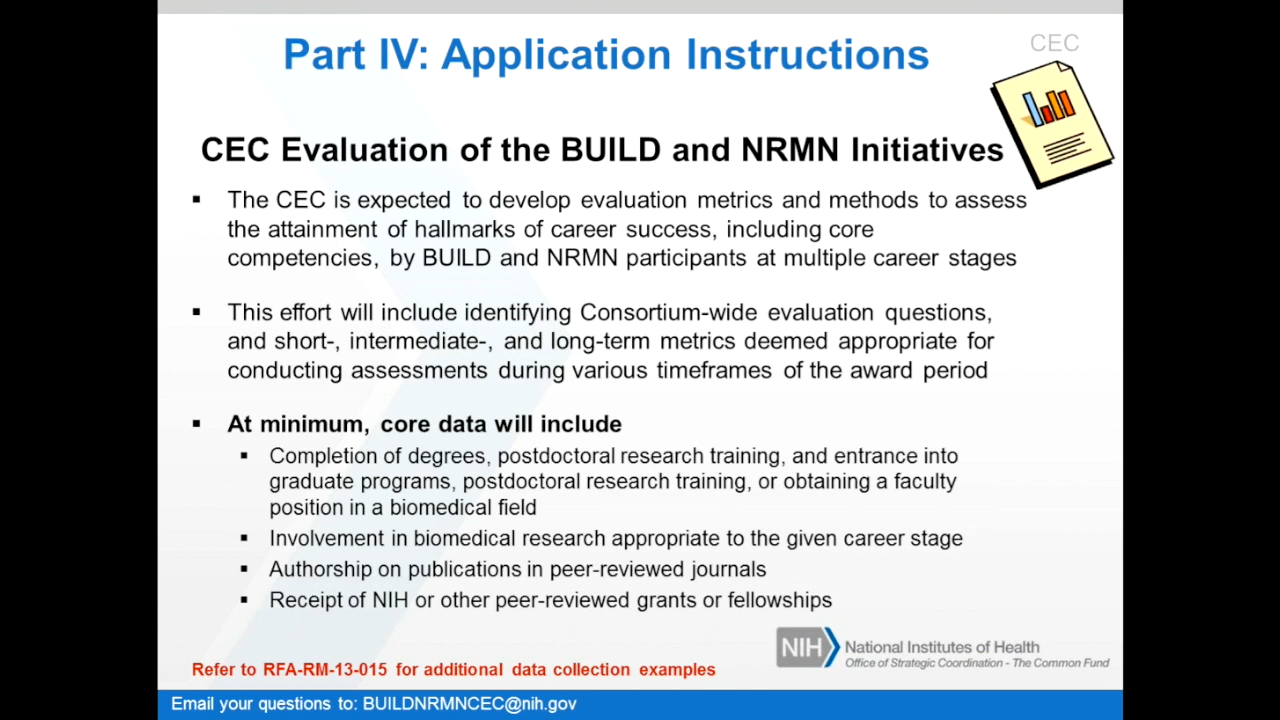 Part IV: Application Instructions
CEC
CEC Evaluation of the BUILD and NRMN Initiatives
▪ The CEC is expected to develop evaluation metrics and methods to assess
the attainment of hallmarks of career success, including core
competencies, by BUILD and NRMN participants at multiple career stages
▪ This effort will include identifying Consortium-wide evaluation questions,
and short-, intermediate-, and long-term metrics deemed appropriate for
conducting assessments during various timeframes of the award period
▪ At minimum, core data will include
▪ Completion of degrees, postdoctoral research training, and entrance into
graduate programs, postdoctoral research training, or obtaining a faculty
position in a biomedical field
▪ Involvement in biomedical research appropriate to the given career stage
▪ Authorship on publications in peer-reviewed journals
▪ Receipt of NIH or other peer-reviewed grants or fellowships
NIH National Institutes of Health
Office of Strategic Coordination - The Common Fund
Refer to RFA-RM-13-015 for additional data collection examples
Email your questions to: BUILDNRMNCEC@nih.gov